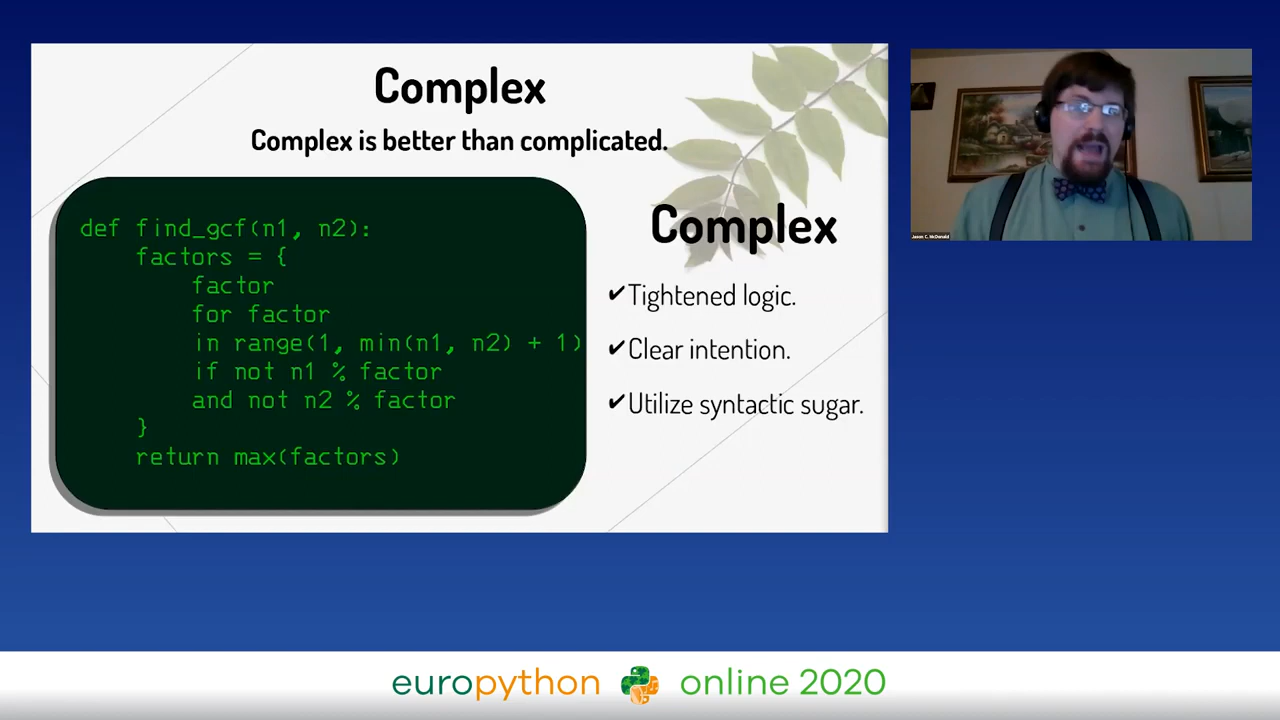 Complex
Complex is better than complicated.
def find_gcf(n1, n2):
    factors = {
        factor
        for factor
        in range(1, min(n1, n2) + 1)
        if not n1 % factor
        and not n2 % factor
    }
    return max(factors)
Complex
✔Tightened logic.
✔Clear intention.
✔Utilize syntactic sugar.
Jason C. McDonald
europython online 2020